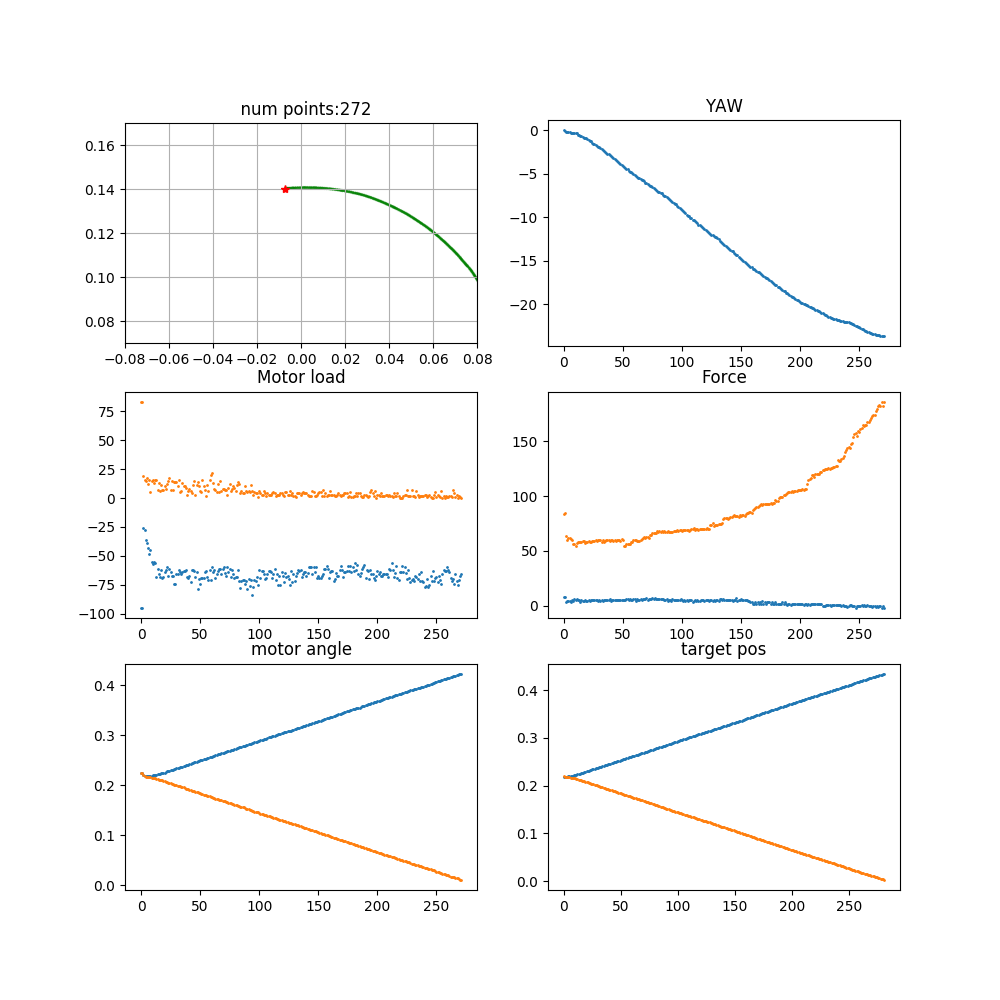 num points:272
0.16
0.14
0.12
0.10
0.08
−0.08 −0.06 −0.04 −0.02 0.00 0.02 0.04 0.06 0.08
YAW
0
−5
−10
−15
−20
0 50 100 150 200 250
Motor load
75
50
25
0
−25
−50
−75
−100
0 50 100 150 200 250
Force
150
100
50
0
0 50 100 150 200 250
motor angle
0.4
0.3
0.2
0.1
0.0
0 50 100 150 200 250
target pos
0.4
0.3
0.2
0.1
0.0
0 50 100 150 200 250